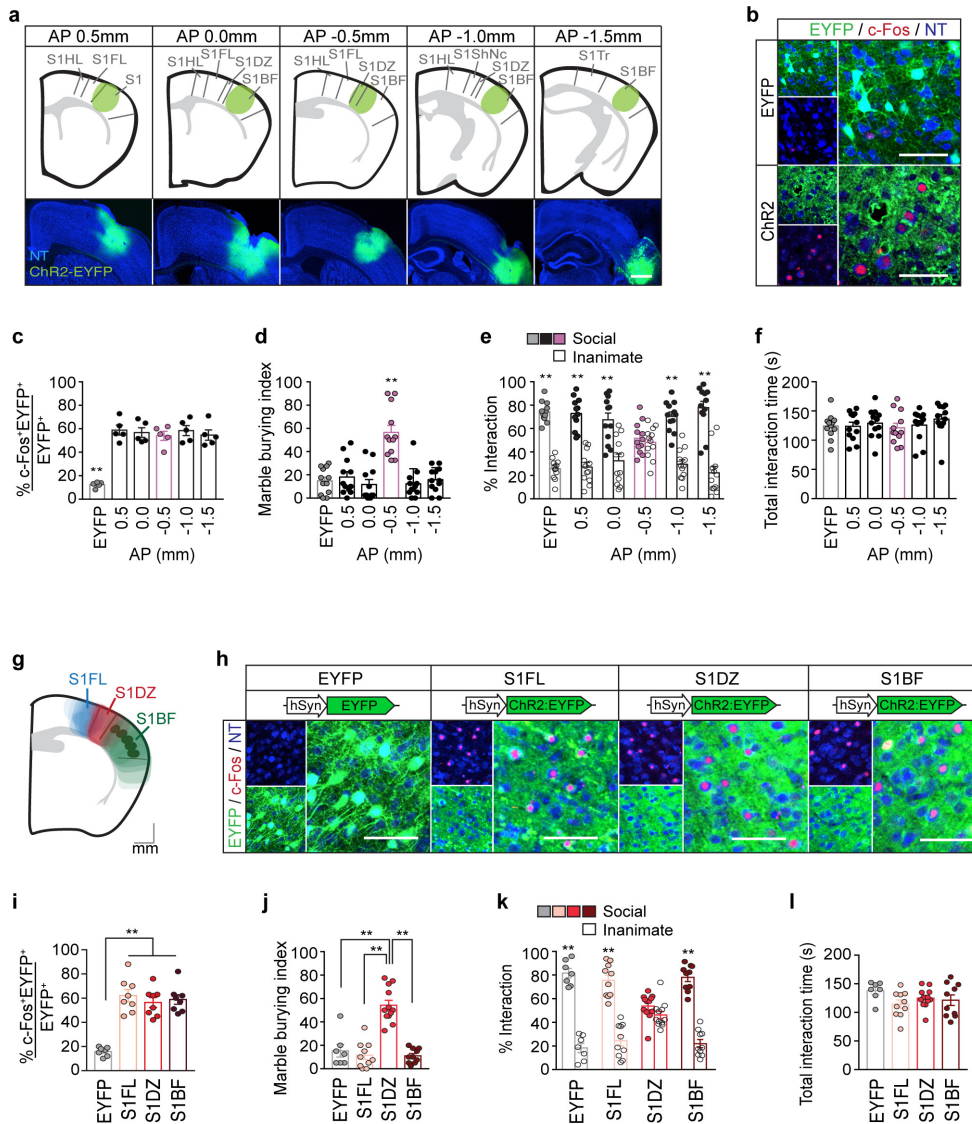 a
AP 0.5mm AP 0.0mm AP -0.5mm AP -1.0mm AP -1.5mm
S1HL S1FL S1
S1FL S1HL S1DZ S1BF
S1FL S1HL S1DZ S1BF
S1HL S1ShNc S1DZ S1BF
S1Tr S1BF
NT
ChR2-EYFP
b
EYFP / c-Fos / NT
EYFP
ChR2
c
% c-Fos⁺EYFP⁺
EYFP⁺
100
80
60
40
20
0
**
EYFP 0.5 0.0 -0.5 -1.0 -1.5
AP (mm)
d
Marble burying index
100
80
60
40
20
0
**
EYFP 0.5 0.0 -0.5 -1.0 -1.5
AP (mm)
e
Social
Inanimate
% Interaction
100
80
60
40
20
0
** ** ** ** **
EYFP 0.5 0.0 -0.5 -1.0 -1.5
AP (mm)
f
Total interaction time (s)
200
150
100
50
0
EYFP 0.5 0.0 -0.5 -1.0 -1.5
AP (mm)
g
S1FL
S1DZ
S1BF
mm
h
EYFP S1FL S1DZ S1BF
hSyn EYFP hSyn ChR2:EYFP hSyn ChR2:EYFP hSyn ChR2:EYFP
EYFP / c-Fos / NT
i
% c-Fos⁺EYFP⁺
EYFP⁺
100
80
60
40
20
0
**
EYFP S1FL S1DZ S1BF
j
Marble burying index
100
80
60
40
20
0
** ** **
EYFP S1FL S1DZ S1BF
k
Social
Inanimate
% Interaction
100
80
60
40
20
0
** ** **
EYFP S1FL S1DZ S1BF
l
Total interaction time (s)
200
150
100
50
0
EYFP S1FL S1DZ S1BF